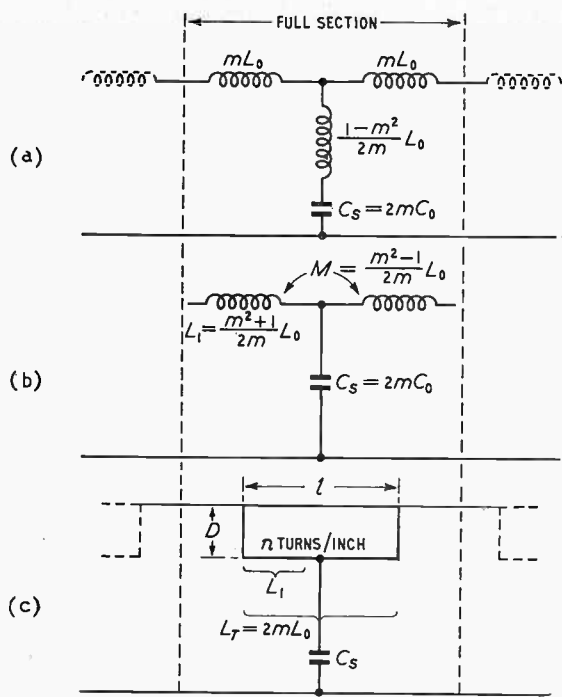 FULL SECTION
mL₀ mL₀
(a)
1−m²/2m L₀
C_S = 2mC₀
M = m²−1/2m L₀
L₁ = m²+1/2m L₀
(b)
C_S = 2mC₀
l
D
n TURNS/INCH
L₁
(c)
L_T = 2mL₀
C_S